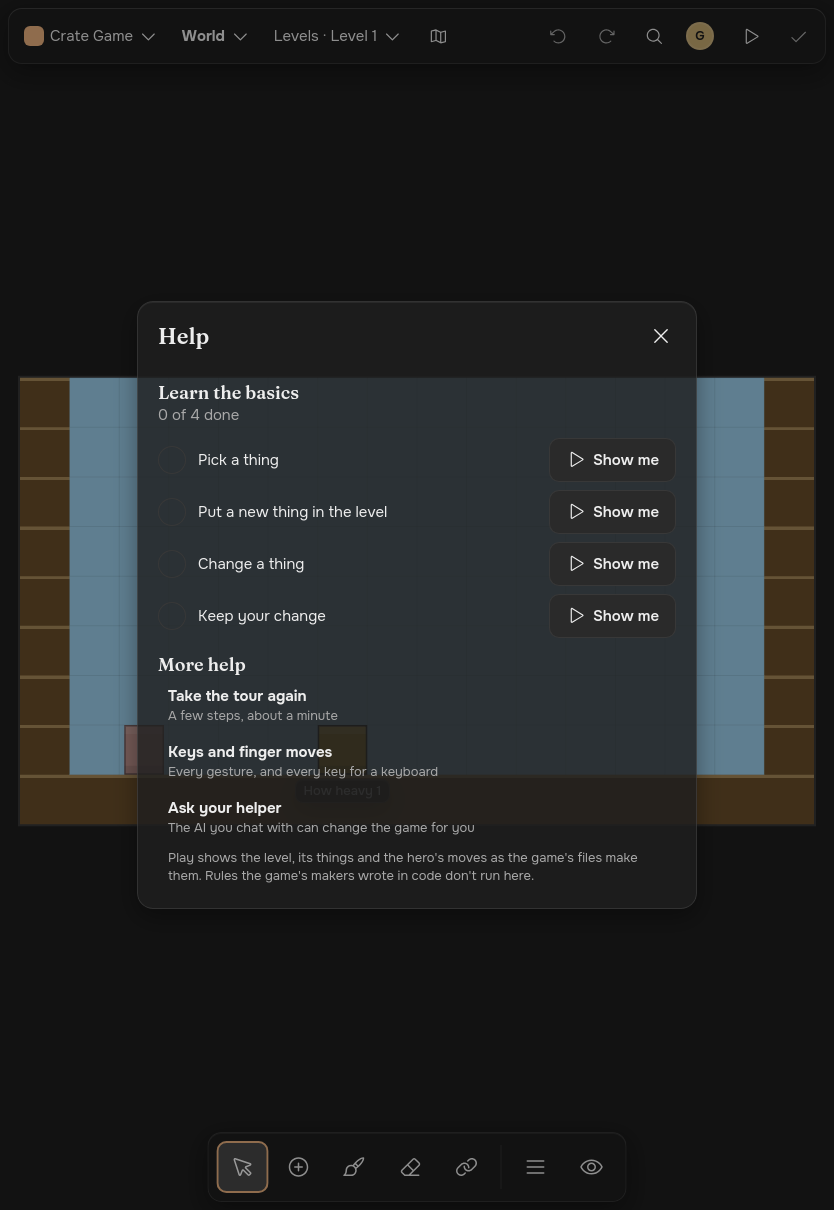 Crate Game
World
Levels · Level 1
G
Help
Learn the basics
0 of 4 done
Pick a thing
Show me
Put a new thing in the level
Show me
Change a thing
Show me
Keep your change
Show me
More help
Take the tour again
A few steps, about a minute
Keys and finger moves
Every gesture, and every key for a keyboard
How heavy 1
Ask your helper
The AI you chat with can change the game for you
Play shows the level, its things and the hero's moves as the game's files make
them. Rules the game's makers wrote in code don't run here.